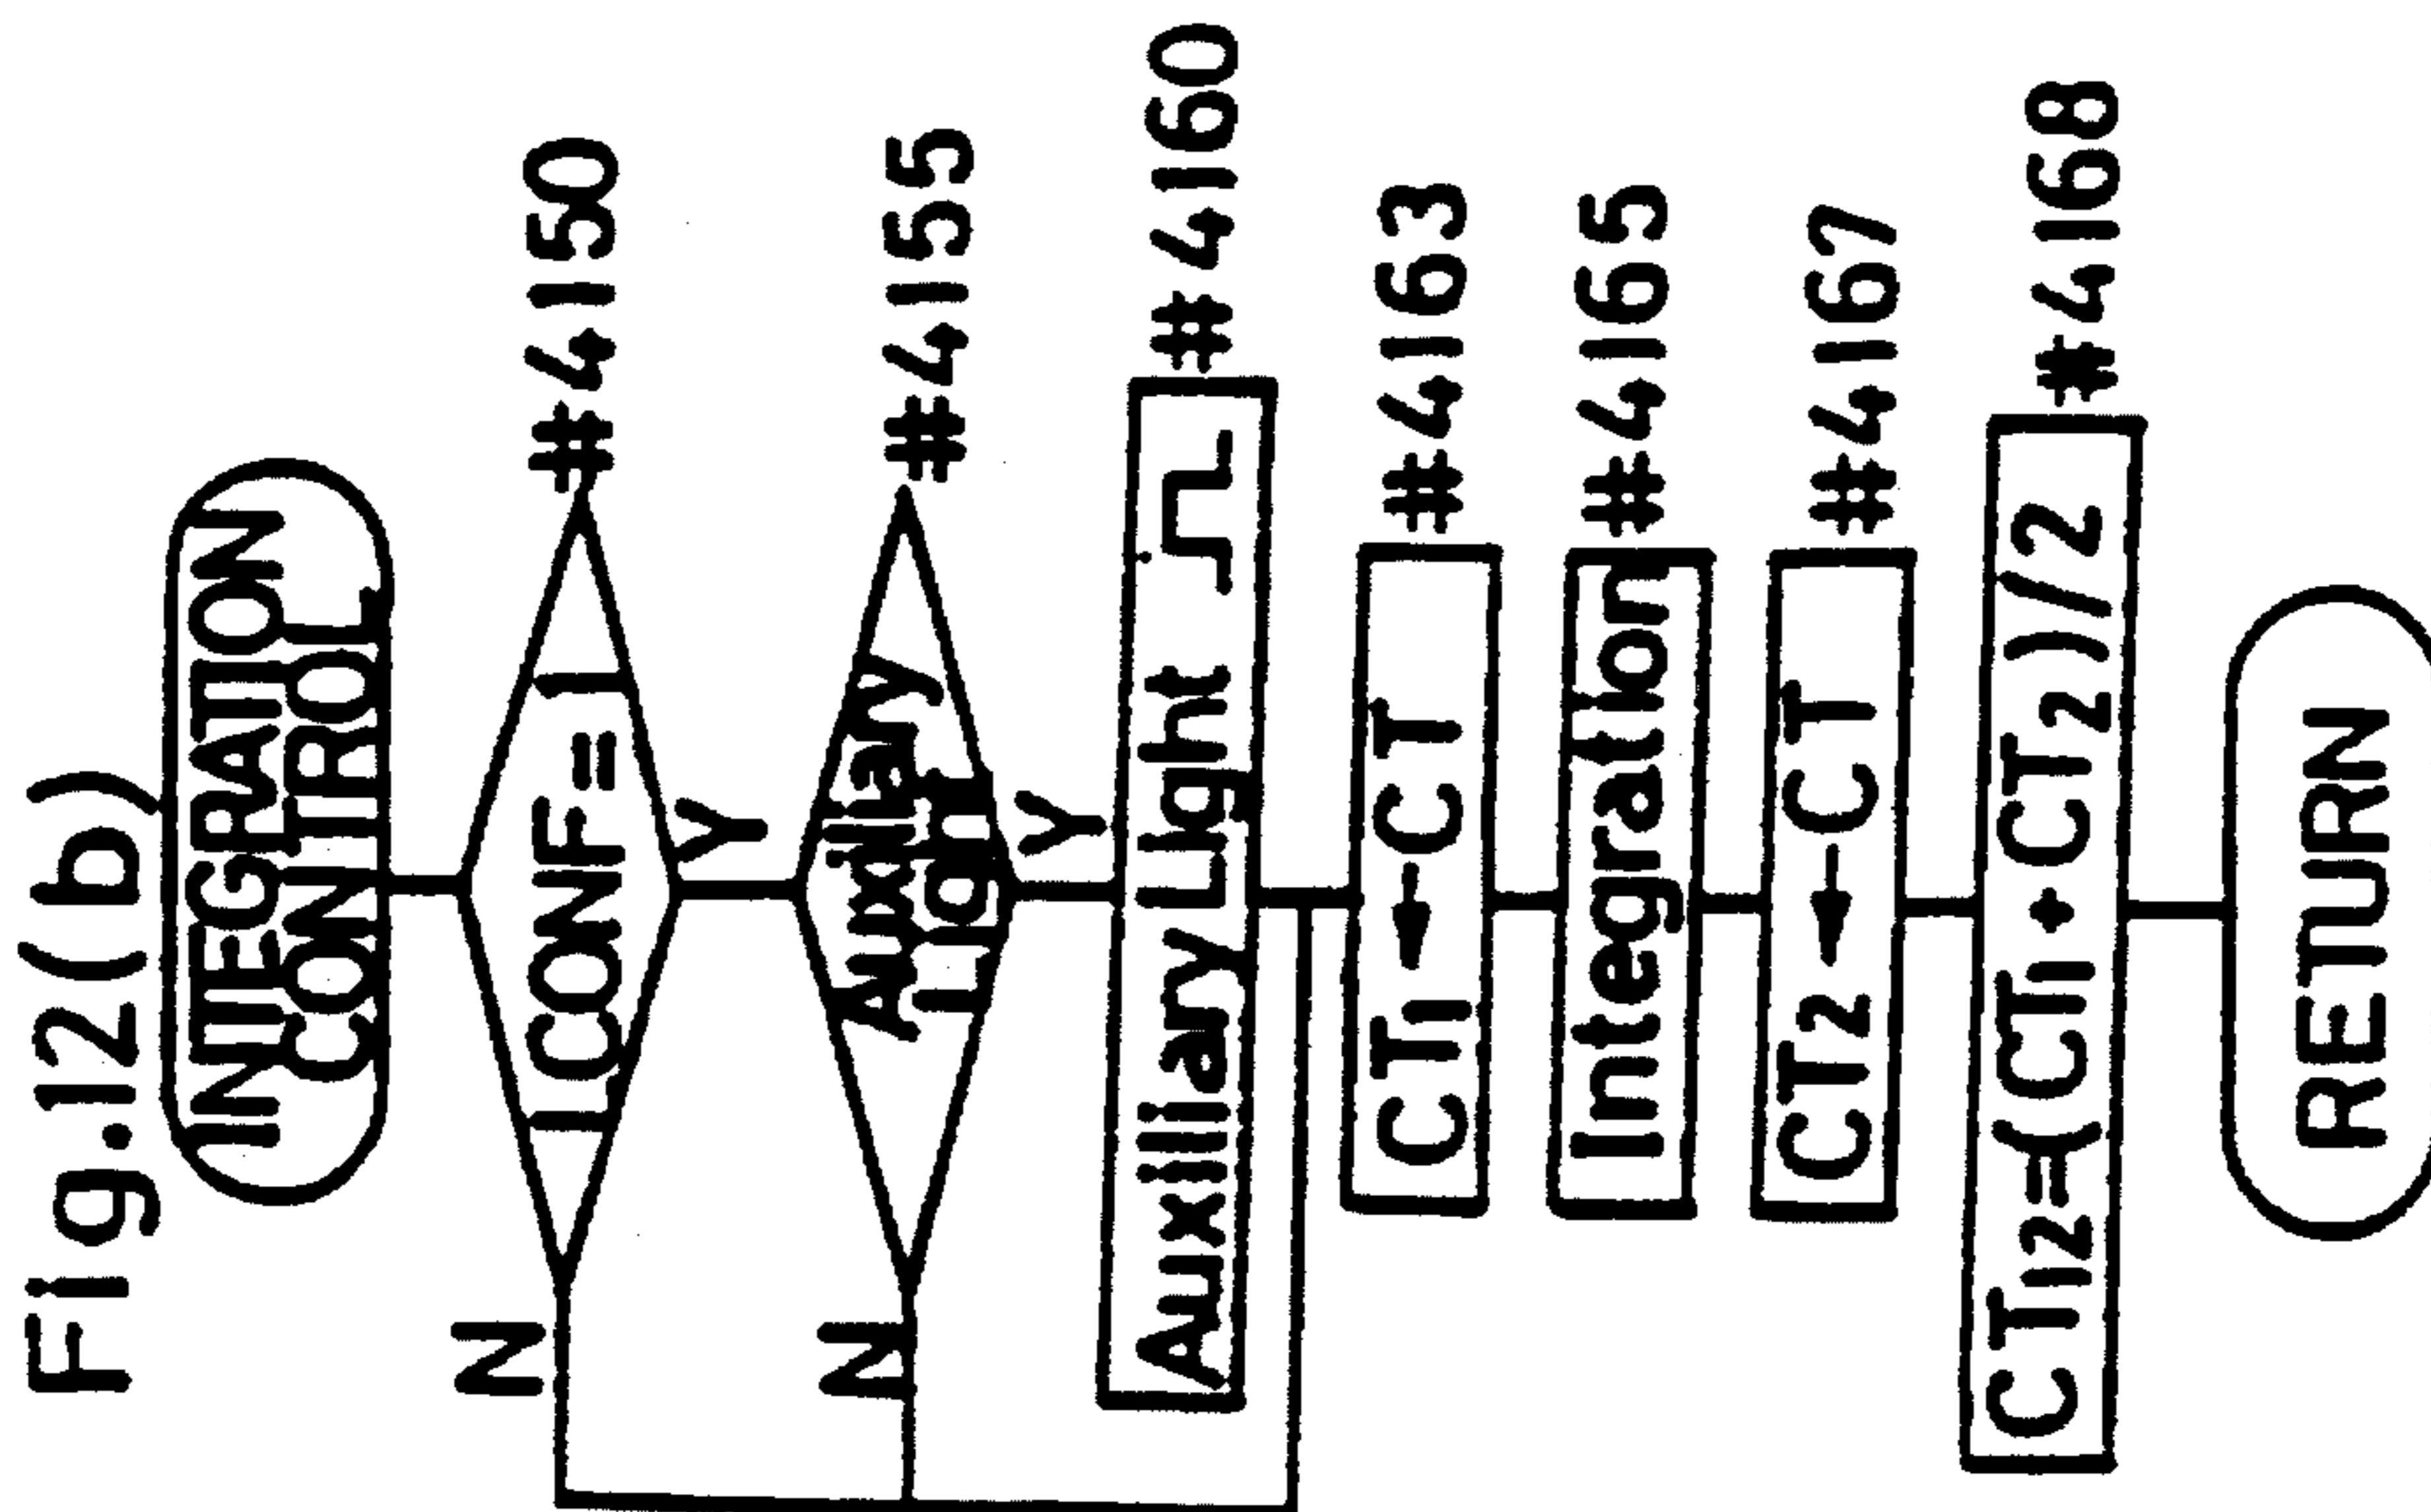 Fig.12(b)
INTEGRATION
CONTROL
ILCONF=1
#4150
N
Y
Auxiliary
Light
#4155
N
Y
Auxiliary Light
#4160
CT1 ← CT
#4163
Integration
#4165
CT2 ← CT
#4167
CT12=(CT1+CT2)/2
#4168
RETURN